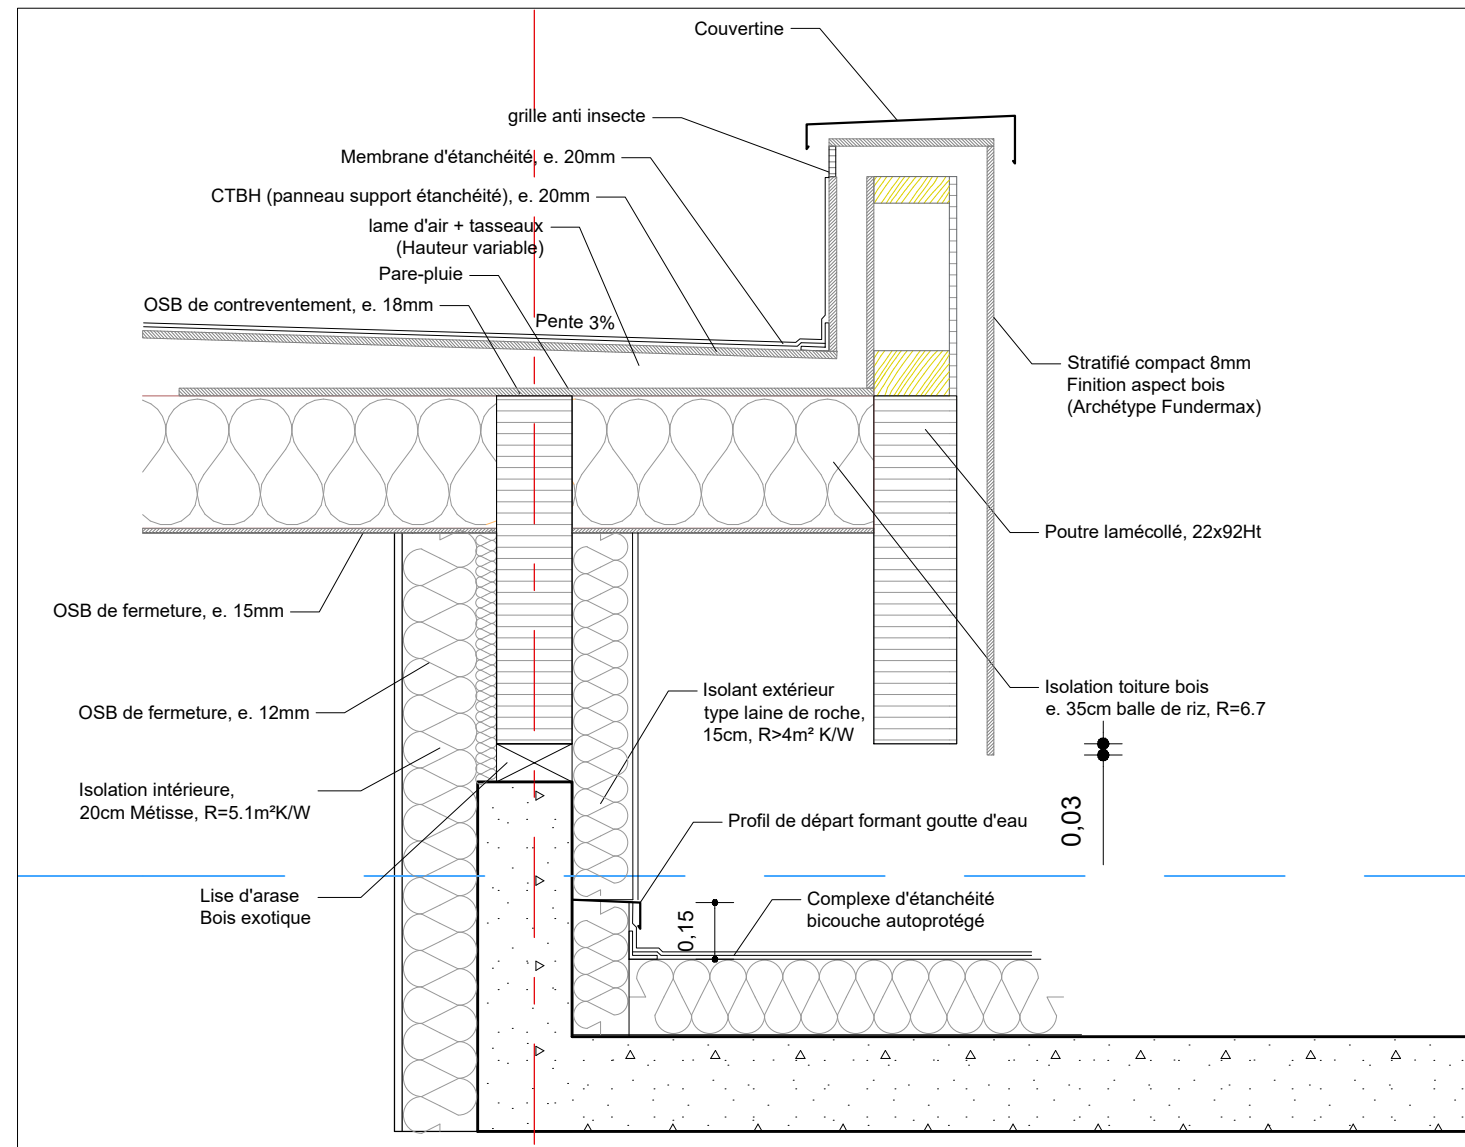 Couvertine
grille anti insecte
Membrane d'étanchéité, e. 20mm
CTBH (panneau support étanchéité), e. 20mm
lame d'air + tasseaux
(Hauteur variable)
Pare-pluie
OSB de contreventement, e. 18mm
Pente 3%
Stratifié compact 8mm
Finition aspect bois
(Archétype Fundermax)
Poutre lamécollé, 22x92Ht
OSB de fermeture, e. 15mm
Isolation toiture bois
e. 35cm balle de riz, R=6.7
Isolant extérieur
type laine de roche,
15cm, R>4m² K/W
OSB de fermeture, e. 12mm
Isolation intérieure,
20cm Métisse, R=5.1m²K/W
0,03
Profil de départ formant goutte d'eau
Lise d'arase
Bois exotique
Complexe d'étanchéité
bicouche autoprotégé
0,15